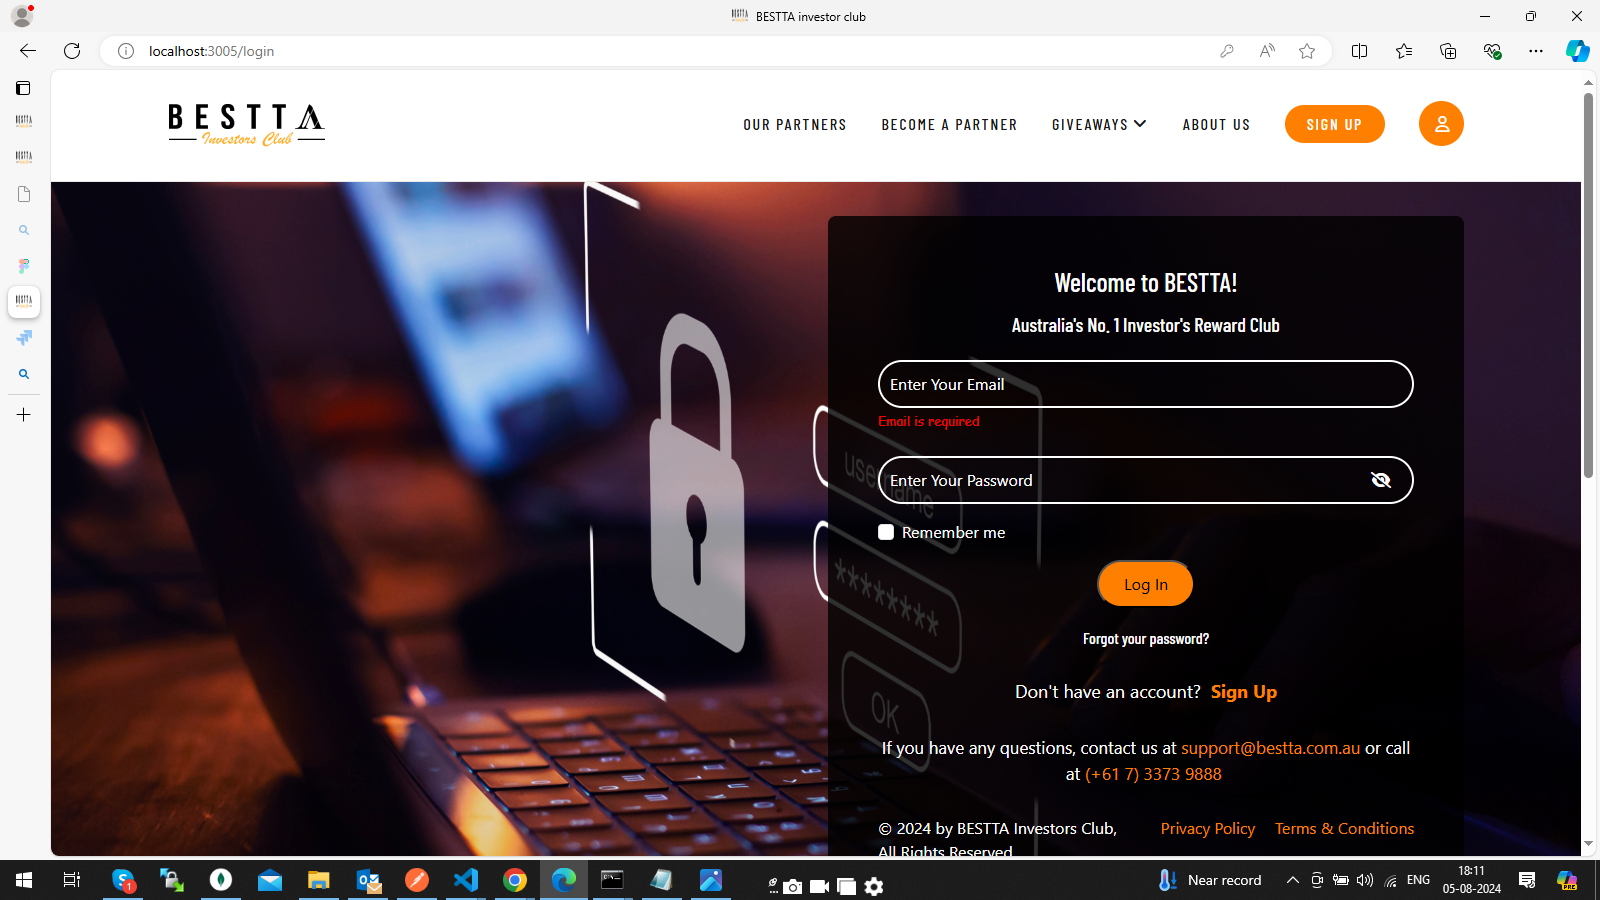 BESTTA investor club
localhost:3005/login
BESTTA
Investors Club
OUR PARTNERS
BECOME A PARTNER
GIVEAWAYS
ABOUT US
SIGN UP
Welcome to BESTTA!
Australia's No. 1 Investor's Reward Club
Enter Your Email
Email is required
username
Enter Your Password
Remember me
********
Log In
Forgot your password?
Don't have an account? Sign Up
OK
If you have any questions, contact us at support@bestta.com.au or call
at (+61 7) 3373 9888
© 2024 by BESTTA Investors Club,
All Rights Reserved
Privacy Policy
Terms & Conditions
1
Near record
ENG
18:11
05-08-2024
PRE